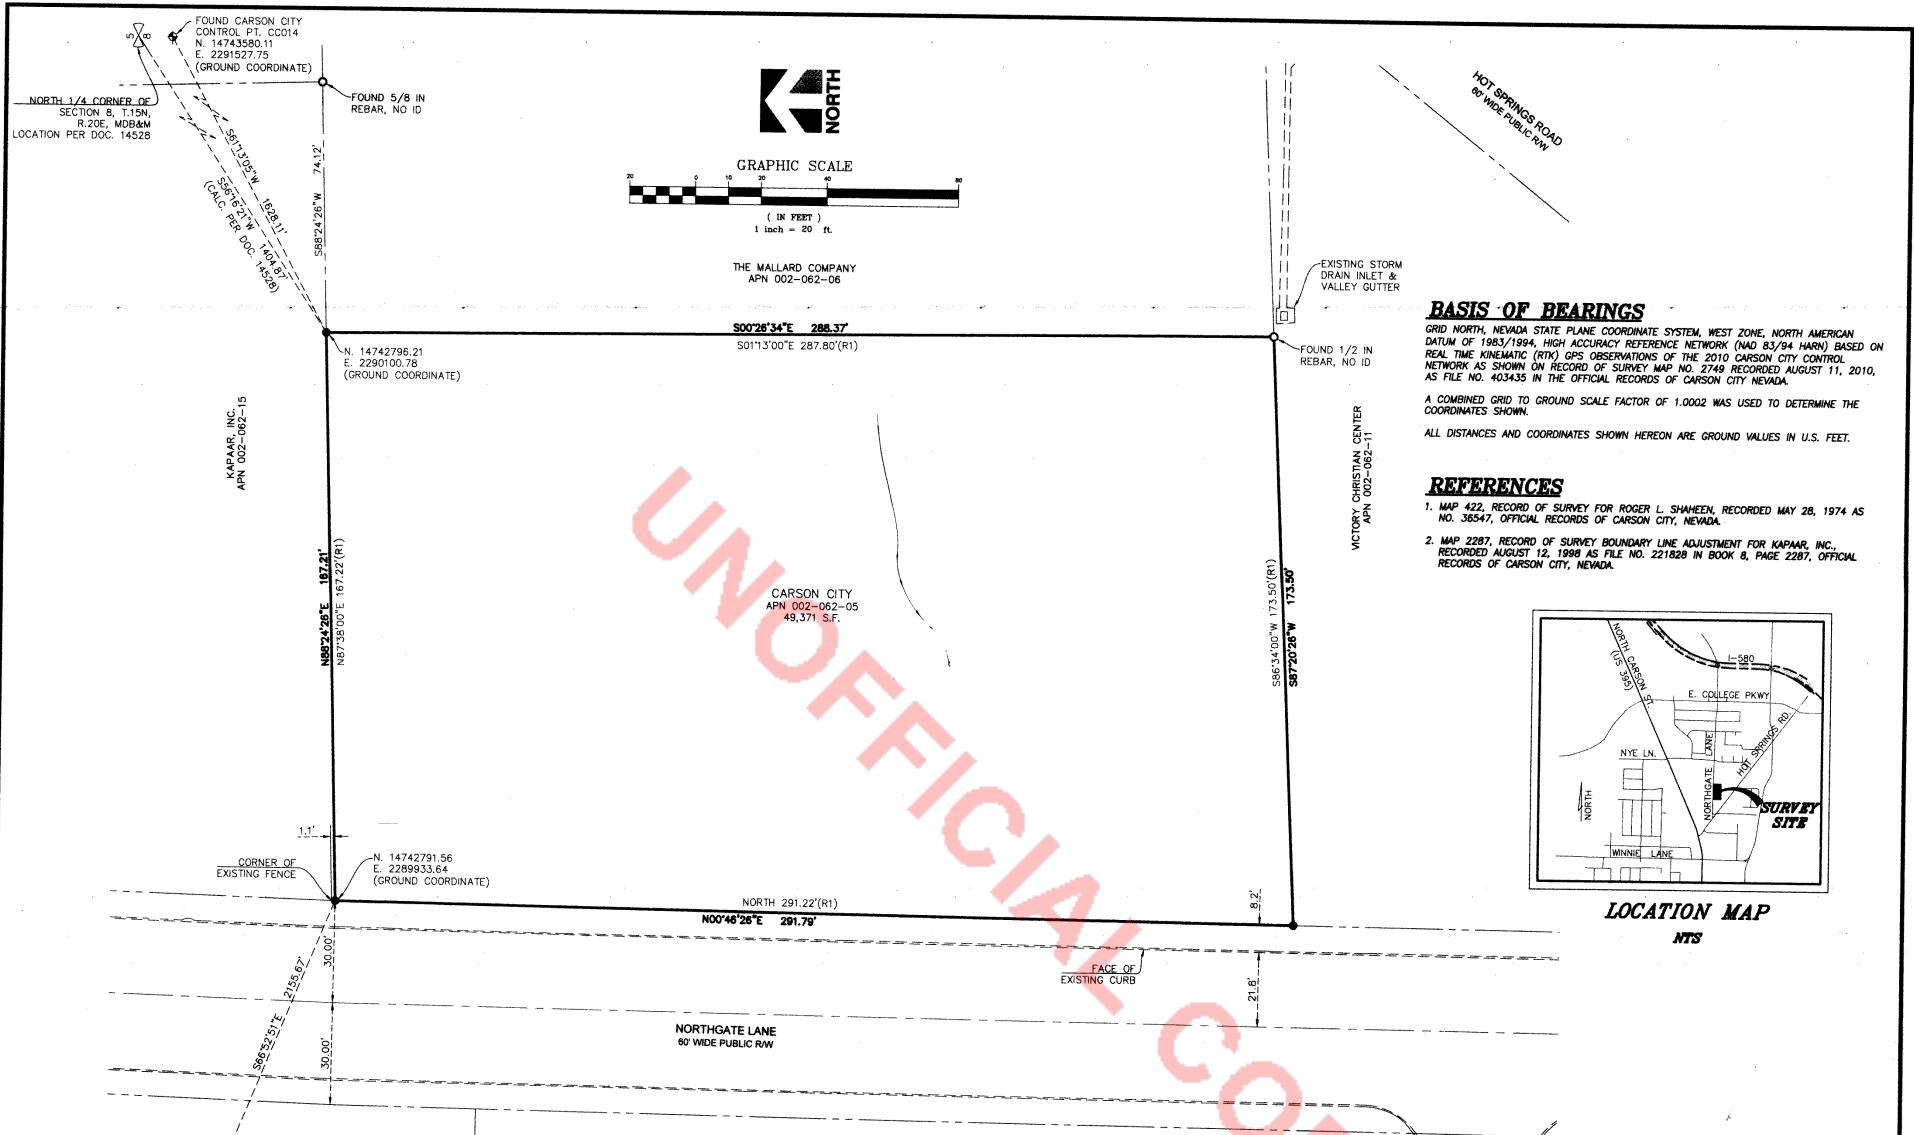 FOUND CARSON CITY
CONTROL PT. CC014
N. 14743580.11
E. 2291527.75
(GROUND COORDINATE)
5
8
NORTH 1/4 CORNER OF
SECTION 8, T.15N,
R.20E, MDB&M
LOCATION PER DOC. 14528
FOUND 5/8 IN
REBAR, NO ID
S61°13'05"W 1628.11'
S56°16'21"W 1404.87'
(CALC. PER DOC. 14528)
S88°24'26"W 74.12'
NORTH
GRAPHIC SCALE
20 0 10 20 40 80
( IN FEET )
1 inch = 20 ft.
THE MALLARD COMPANY
APN 002-062-06
HOT SPRINGS ROAD
60' WIDE PUBLIC R/W
EXISTING STORM
DRAIN INLET &
VALLEY GUTTER
S00°26'34"E 288.37'
S01°13'00"E 287.80'(R1)
N. 14742796.21
E. 2290100.78
(GROUND COORDINATE)
FOUND 1/2 IN
REBAR, NO ID
KAPAAR, INC.
APN 002-062-15
VICTORY CHRISTIAN CENTER
APN 002-062-11
N88°24'26"E 167.21'
N87°38'00"E 167.22'(R1)
CARSON CITY
APN 002-062-05
49,371 S.F.
S86°34'00"W 173.50'(R1)
S87°20'26"W 173.50'
1.1'
CORNER OF
EXISTING FENCE
N. 14742791.56
E. 2289933.64
(GROUND COORDINATE)
NORTH 291.22'(R1)
N00°46'26"E 291.79'
8.2'
FACE OF
EXISTING CURB
21.8'
30.00'
30.00'
S66°52'51"E 2155.67'
NORTHGATE LANE
60' WIDE PUBLIC R/W
BASIS OF BEARINGS
GRID NORTH, NEVADA STATE PLANE COORDINATE SYSTEM, WEST ZONE, NORTH AMERICAN
DATUM OF 1983/1994, HIGH ACCURACY REFERENCE NETWORK (NAD 83/94 HARN) BASED ON
REAL TIME KINEMATIC (RTK) GPS OBSERVATIONS OF THE 2010 CARSON CITY CONTROL
NETWORK AS SHOWN ON RECORD OF SURVEY MAP NO. 2749 RECORDED AUGUST 11, 2010,
AS FILE NO. 403435 IN THE OFFICIAL RECORDS OF CARSON CITY NEVADA.
A COMBINED GRID TO GROUND SCALE FACTOR OF 1.0002 WAS USED TO DETERMINE THE
COORDINATES SHOWN.
ALL DISTANCES AND COORDINATES SHOWN HEREON ARE GROUND VALUES IN U.S. FEET.
REFERENCES
1. MAP 422, RECORD OF SURVEY FOR ROGER L. SHAHEEN, RECORDED MAY 28, 1974 AS
NO. 36547, OFFICIAL RECORDS OF CARSON CITY, NEVADA.
2. MAP 2287, RECORD OF SURVEY BOUNDARY LINE ADJUSTMENT FOR KAPAAR, INC.,
RECORDED AUGUST 12, 1998 AS FILE NO. 221828 IN BOOK 8, PAGE 2287, OFFICIAL
RECORDS OF CARSON CITY, NEVADA.
NORTH CARSON ST.
(US 395)
I-580
E. COLLEGE PKWY
NYE LN.
NORTHGATE LANE
HOT SPRINGS RD.
NORTH
SURVEY
SITE
WINNIE LANE
LOCATION MAP
NTS
UNOFFICIAL COP